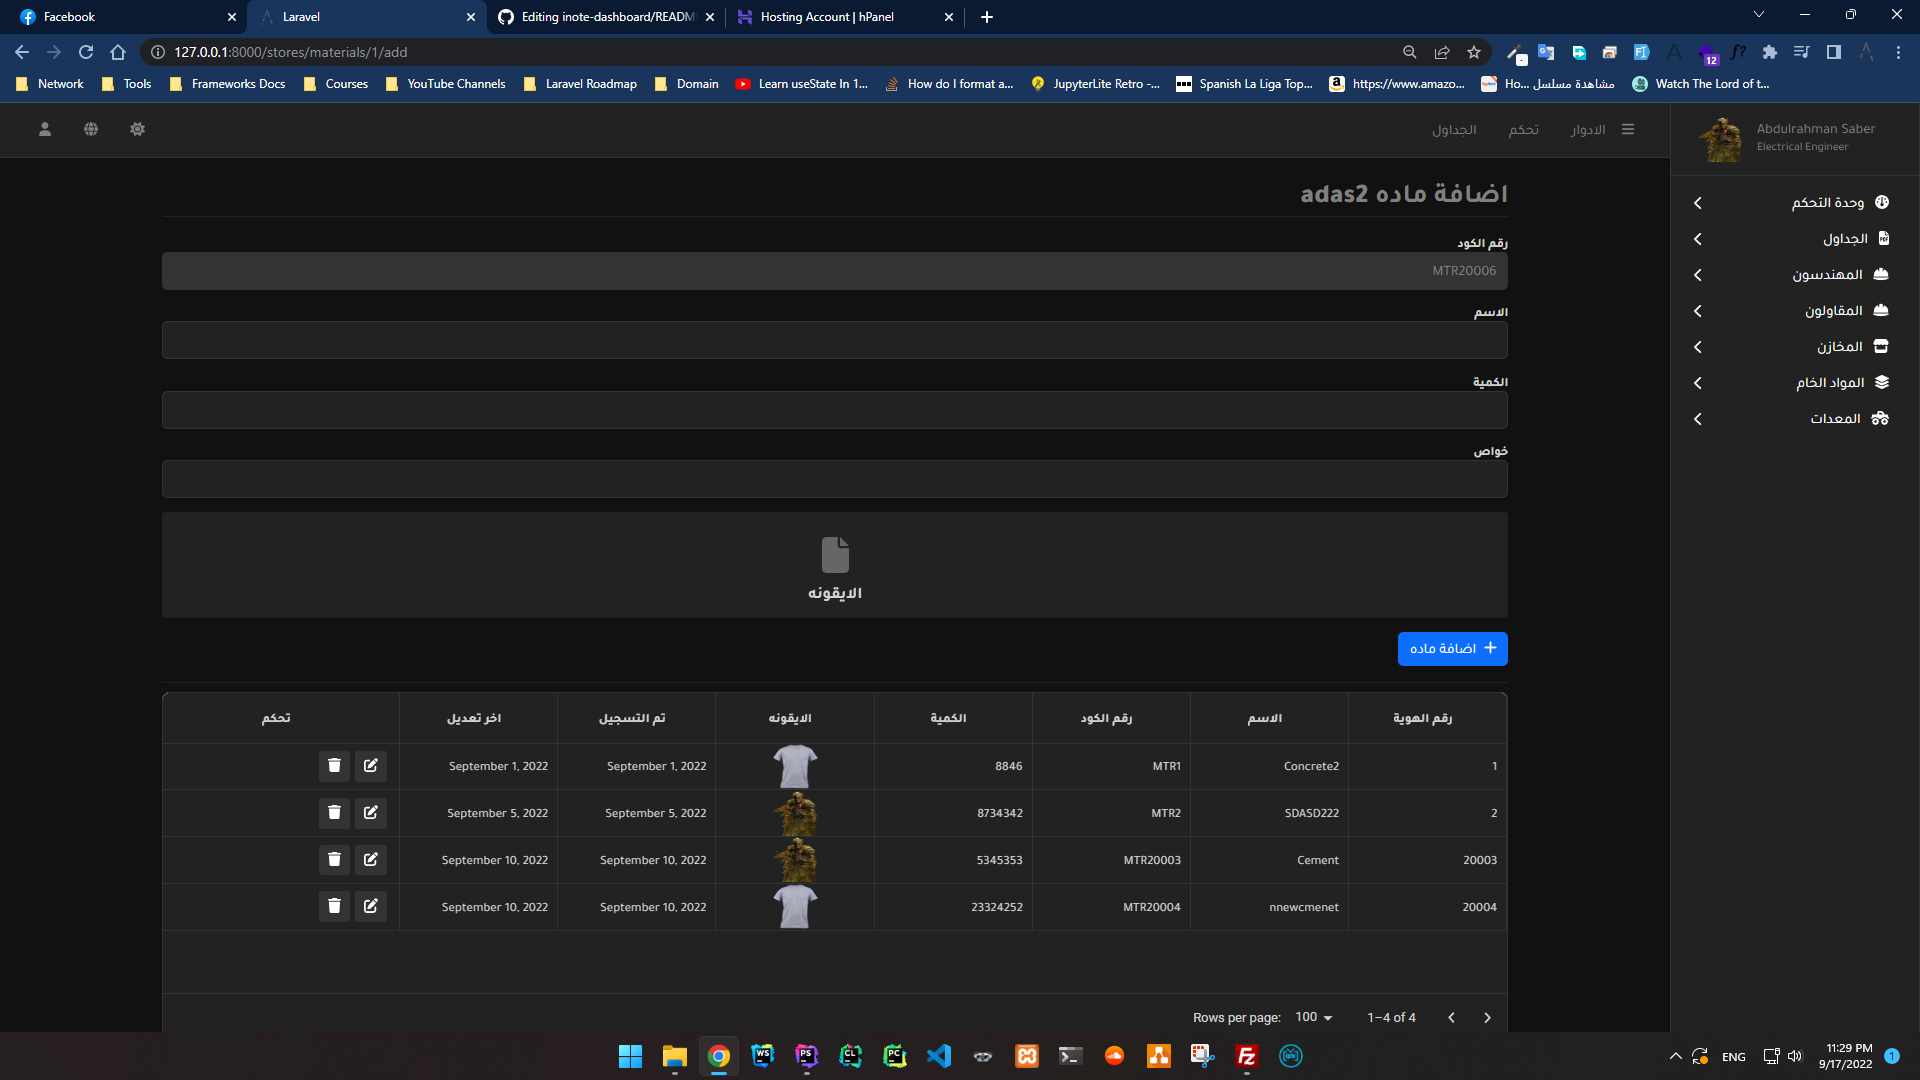 Facebook
Laravel
Editing inote-dashboard/READM
Hosting Account | hPanel
127.0.0.1:8000/stores/materials/1/add
12
Network
Tools
Frameworks Docs
Courses
YouTube Channels
Laravel Roadmap
Domain
Learn useState In 1...
How do I format a...
JupyterLite Retro -...
Spanish La Liga Top...
https://www.amazo...
مشاهدة مسلسل Ho...
Watch The Lord of t...
الادوار
تحكم
الجداول
Abdulrahman Saber
Electrical Engineer
وحدة التحكم
الجداول
المهندسون
المقاولون
المخازن
المواد الخام
المعدات
اضافة ماده adas2
رقم الكود
MTR20006
الاسم
الكمية
خواص
الايقونه
اضافة ماده
رقم الهوية الاسم رقم الكود الكمية الايقونه تم التسجيل اخر تعديل تحكم
1 Concrete2 MTR1 8846 September 1, 2022 September 1, 2022
2 SDASD222 MTR2 8734342 September 5, 2022 September 5, 2022
20003 Cement MTR20003 5345353 September 10, 2022 September 10, 2022
20004 nnewcmenet MTR20004 23324252 September 10, 2022 September 10, 2022
Rows per page: 100 1–4 of 4
WS
PS
CL
PC
ENG
11:29 PM
9/17/2022
1